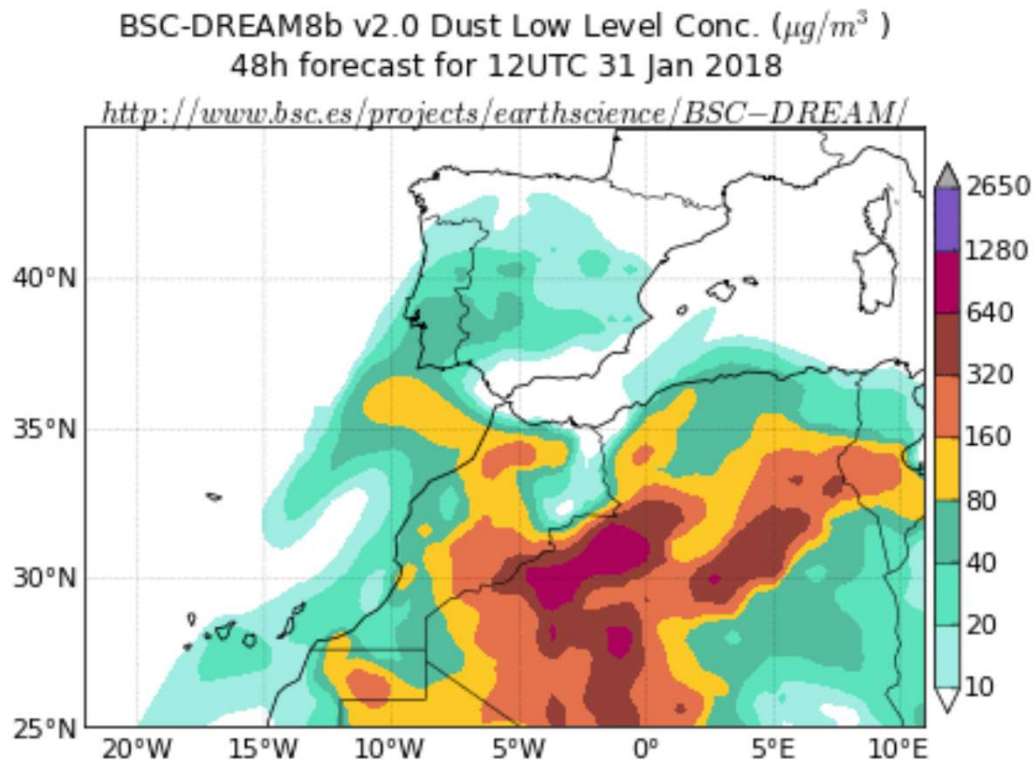 BSC-DREAM8b v2.0 Dust Low Level Conc. (μg/m³ )
48h forecast for 12UTC 31 Jan 2018
http://www.bsc.es/projects/earthscience/BSC−DREAM/
40°N
35°N
30°N
25°N
20°W
15°W
10°W
5°W
0°
5°E
10°E
2650
1280
640
320
160
80
40
20
10